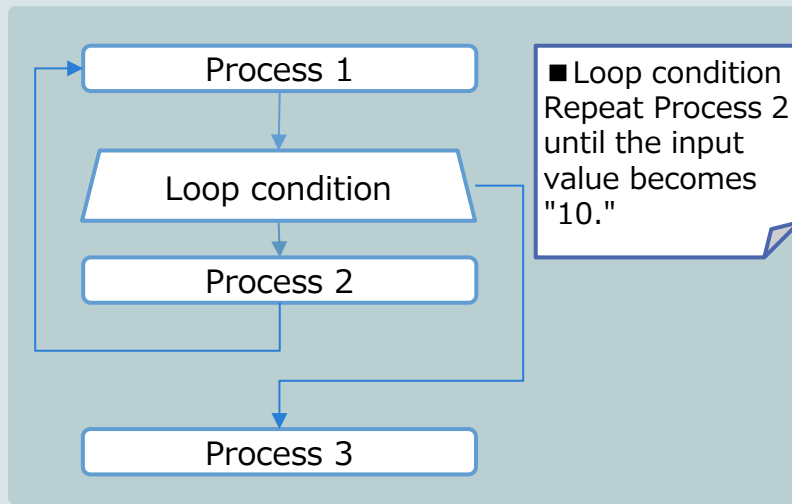 Process 1
Loop condition
Process 2
Process 3
■Loop condition
Repeat Process 2
until the input
value becomes
"10."